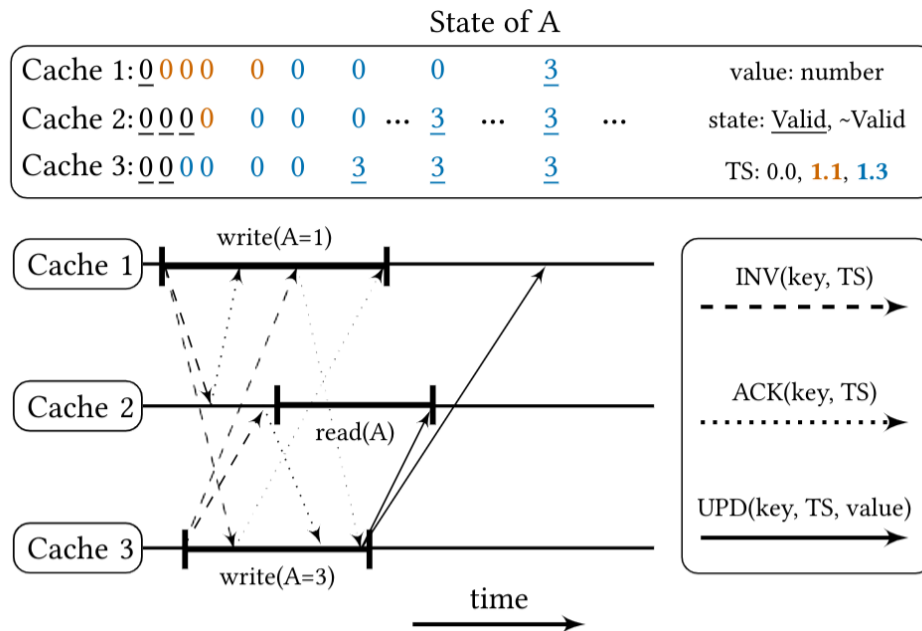 State of A
Cache 1: 0 0 0 0 0 0 0 0 3 value: number
Cache 2: 0 0 0 0 0 0 0 ... 3 ... 3 ... state: Valid, ~Valid
Cache 3: 0 0 0 0 0 0 3 3 3 TS: 0.0, 1.1, 1.3
write(A=1)
Cache 1
INV(key, TS)
Cache 2
read(A)
ACK(key, TS)
Cache 3
write(A=3)
UPD(key, TS, value)
time